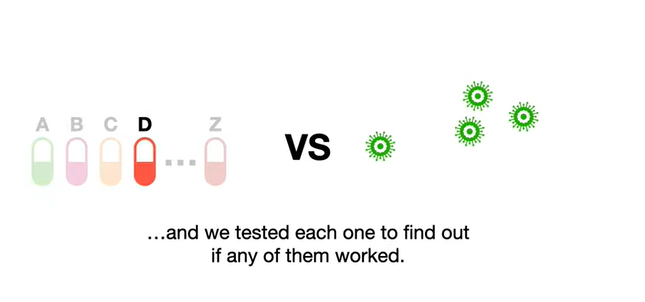 A B C D Z
...
VS
…and we tested each one to find out
if any of them worked.